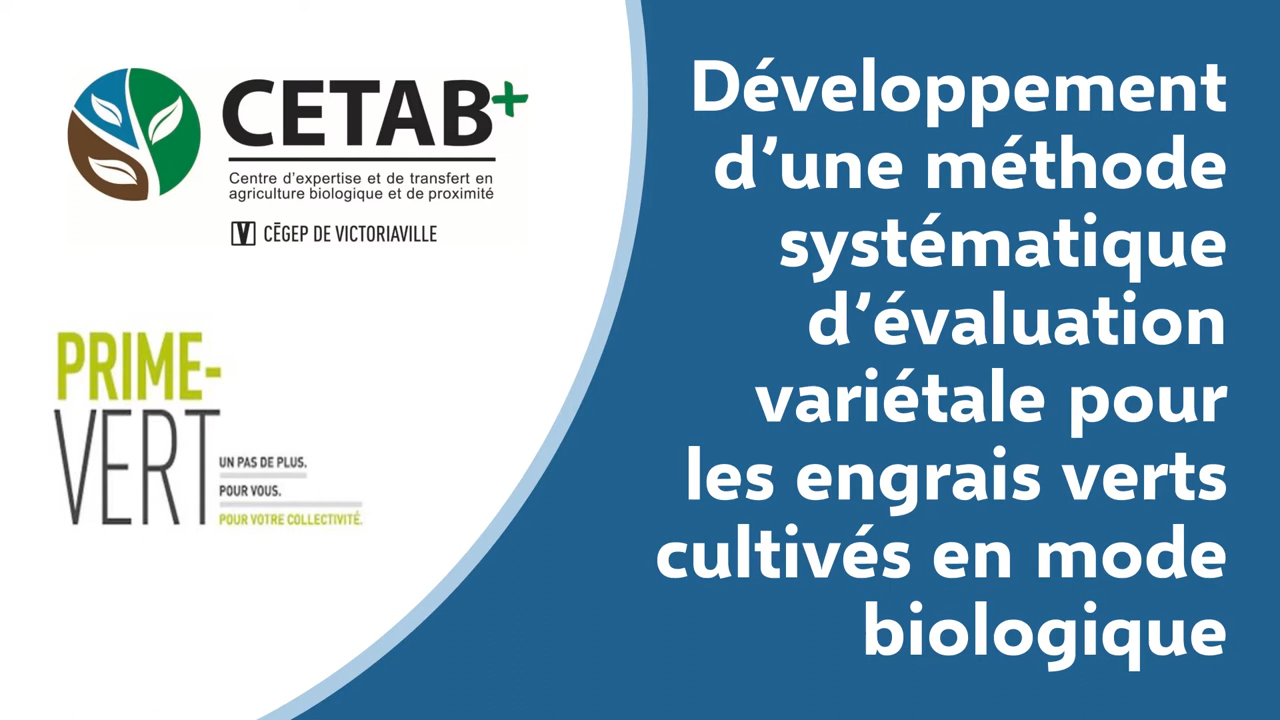 CETAB+
Centre d'expertise et de transfert en
agriculture biologique et de proximité
CĒGEP DE VICTORIAVILLE
PRIME-
VERT
UN PAS DE PLUS.
POUR VOUS.
POUR VOTRE COLLECTIVITÉ.
Développement
d'une méthode
systématique
d'évaluation
variétale pour
les engrais verts
cultivés en mode
biologique